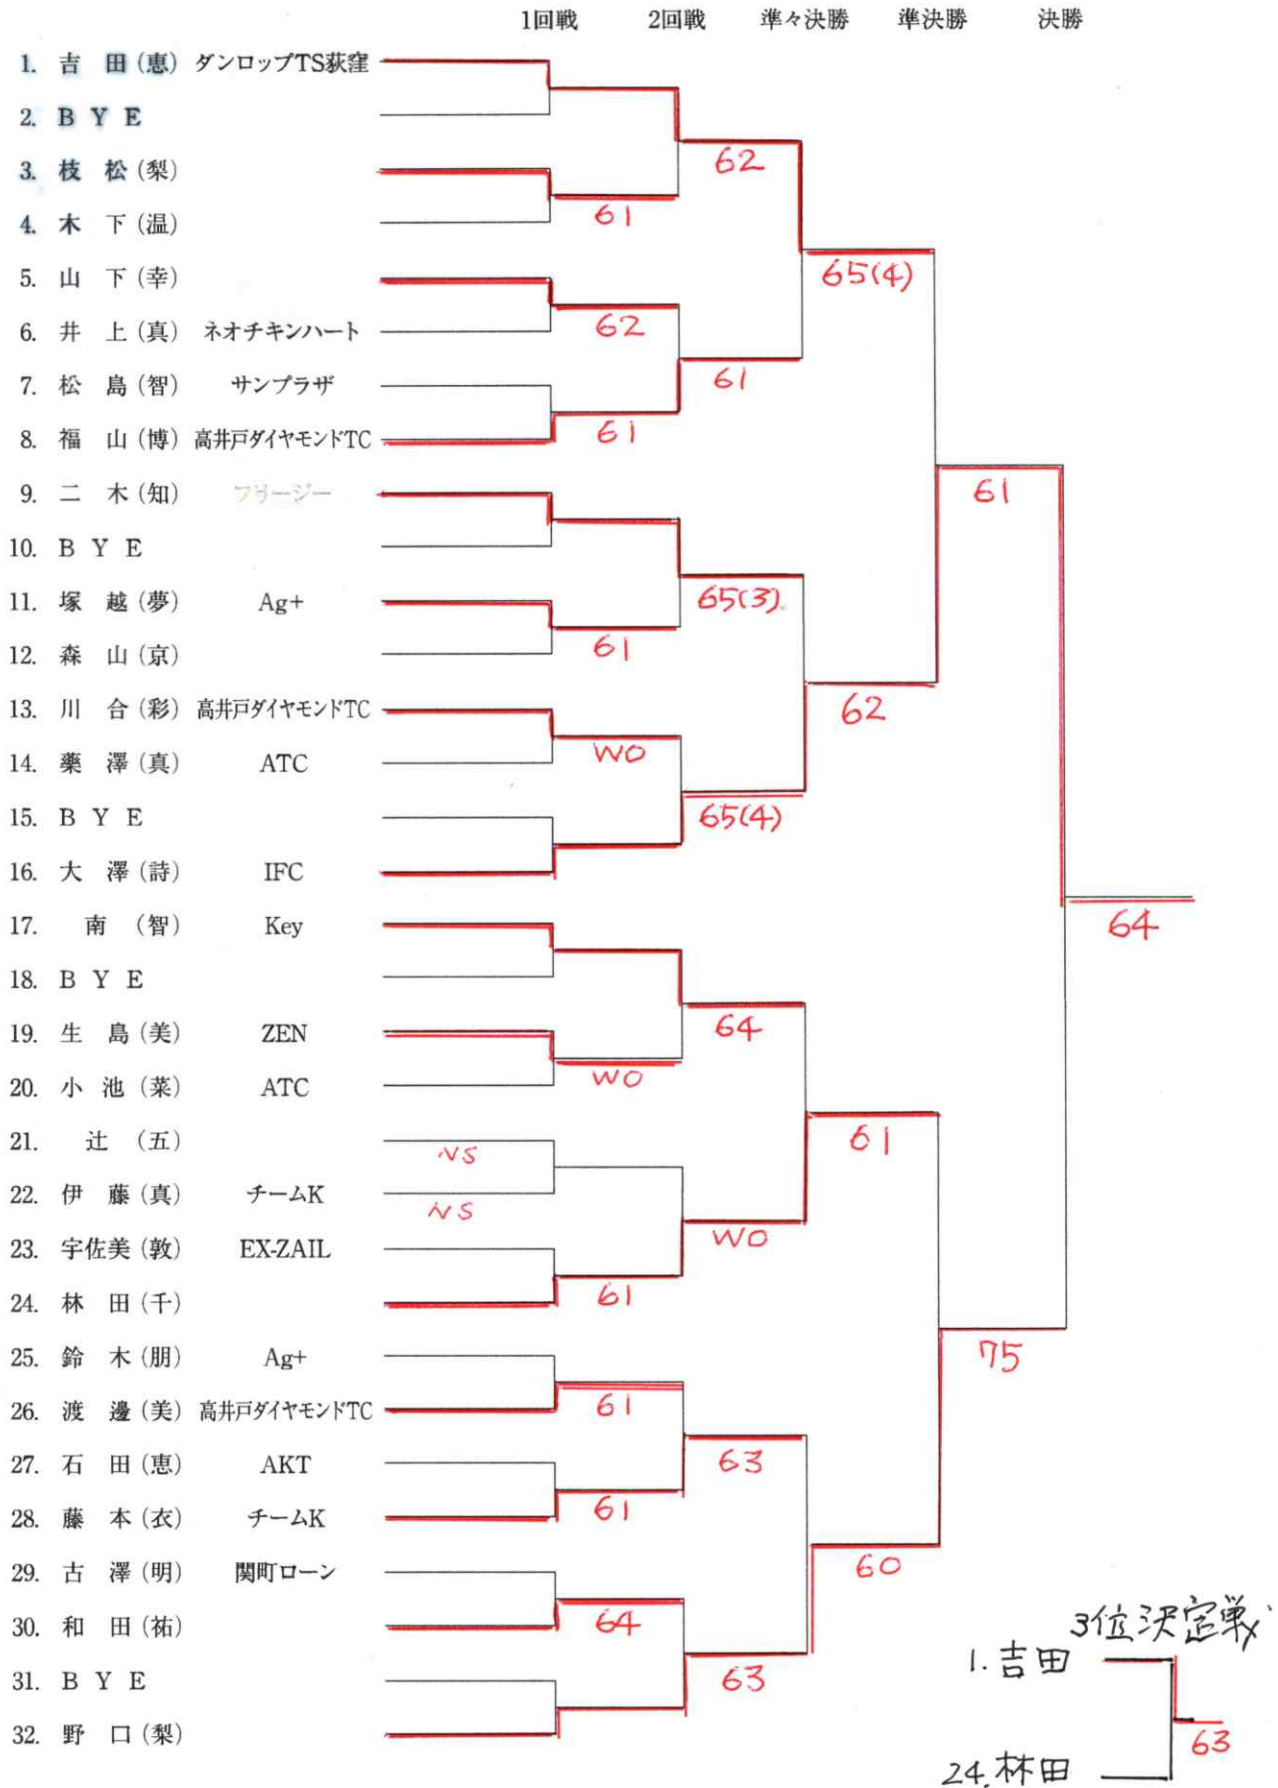 1回戦 2回戦 準々決勝 準決勝 決勝
1. 吉 田(恵) ダンロップTS荻窪
2. B Y E
62
3. 枝 松(梨)
61
4. 木 下(温)
65(4)
5. 山 下(幸)
6. 井 上(真) ネオチキンハート
62
7. 松 島(智) サンプラザ
61
8. 福 山(博) 高井戸ダイヤモンドTC
61
9. 二 木(知) フリージー
61
10. B Y E
11. 塚 越(夢) Ag+
65(3)
12. 森 山(京)
61
13. 川 合(彩) 高井戸ダイヤモンドTC
62
14. 薬 澤(真) ATC
WO
15. B Y E
65(4)
16. 大 澤(詩) IFC
17. 南 (智) Key
64
18. B Y E
19. 生 島(美) ZEN
64
20. 小 池(菜) ATC
WO
21. 辻 (五)
NS
61
22. 伊 藤(真) チームK
NS
23. 宇佐美(敦) EX-ZAIL
WO
24. 林 田(千)
61
25. 鈴 木(朋) Ag+
75
26. 渡 邊(美) 高井戸ダイヤモンドTC
61
27. 石 田(恵) AKT
63
28. 藤 本(衣) チームK
61
29. 古 澤(明) 関町ローン
60
30. 和 田(祐)
64
3位決定戦
31. B Y E
63
1. 吉田
32. 野 口(梨)
63
24. 林田